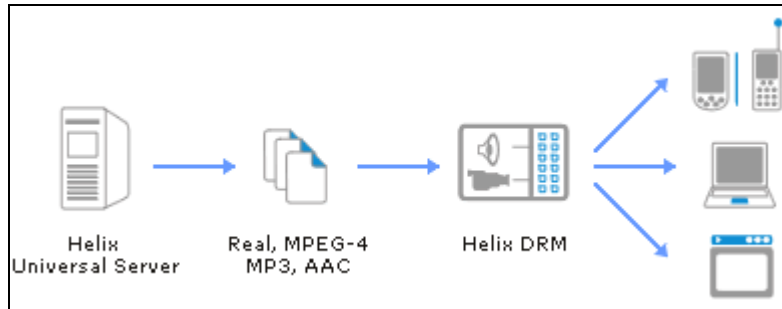 Helix
Universal Server
Real, MPEG-4
MP3, AAC
Helix DRM